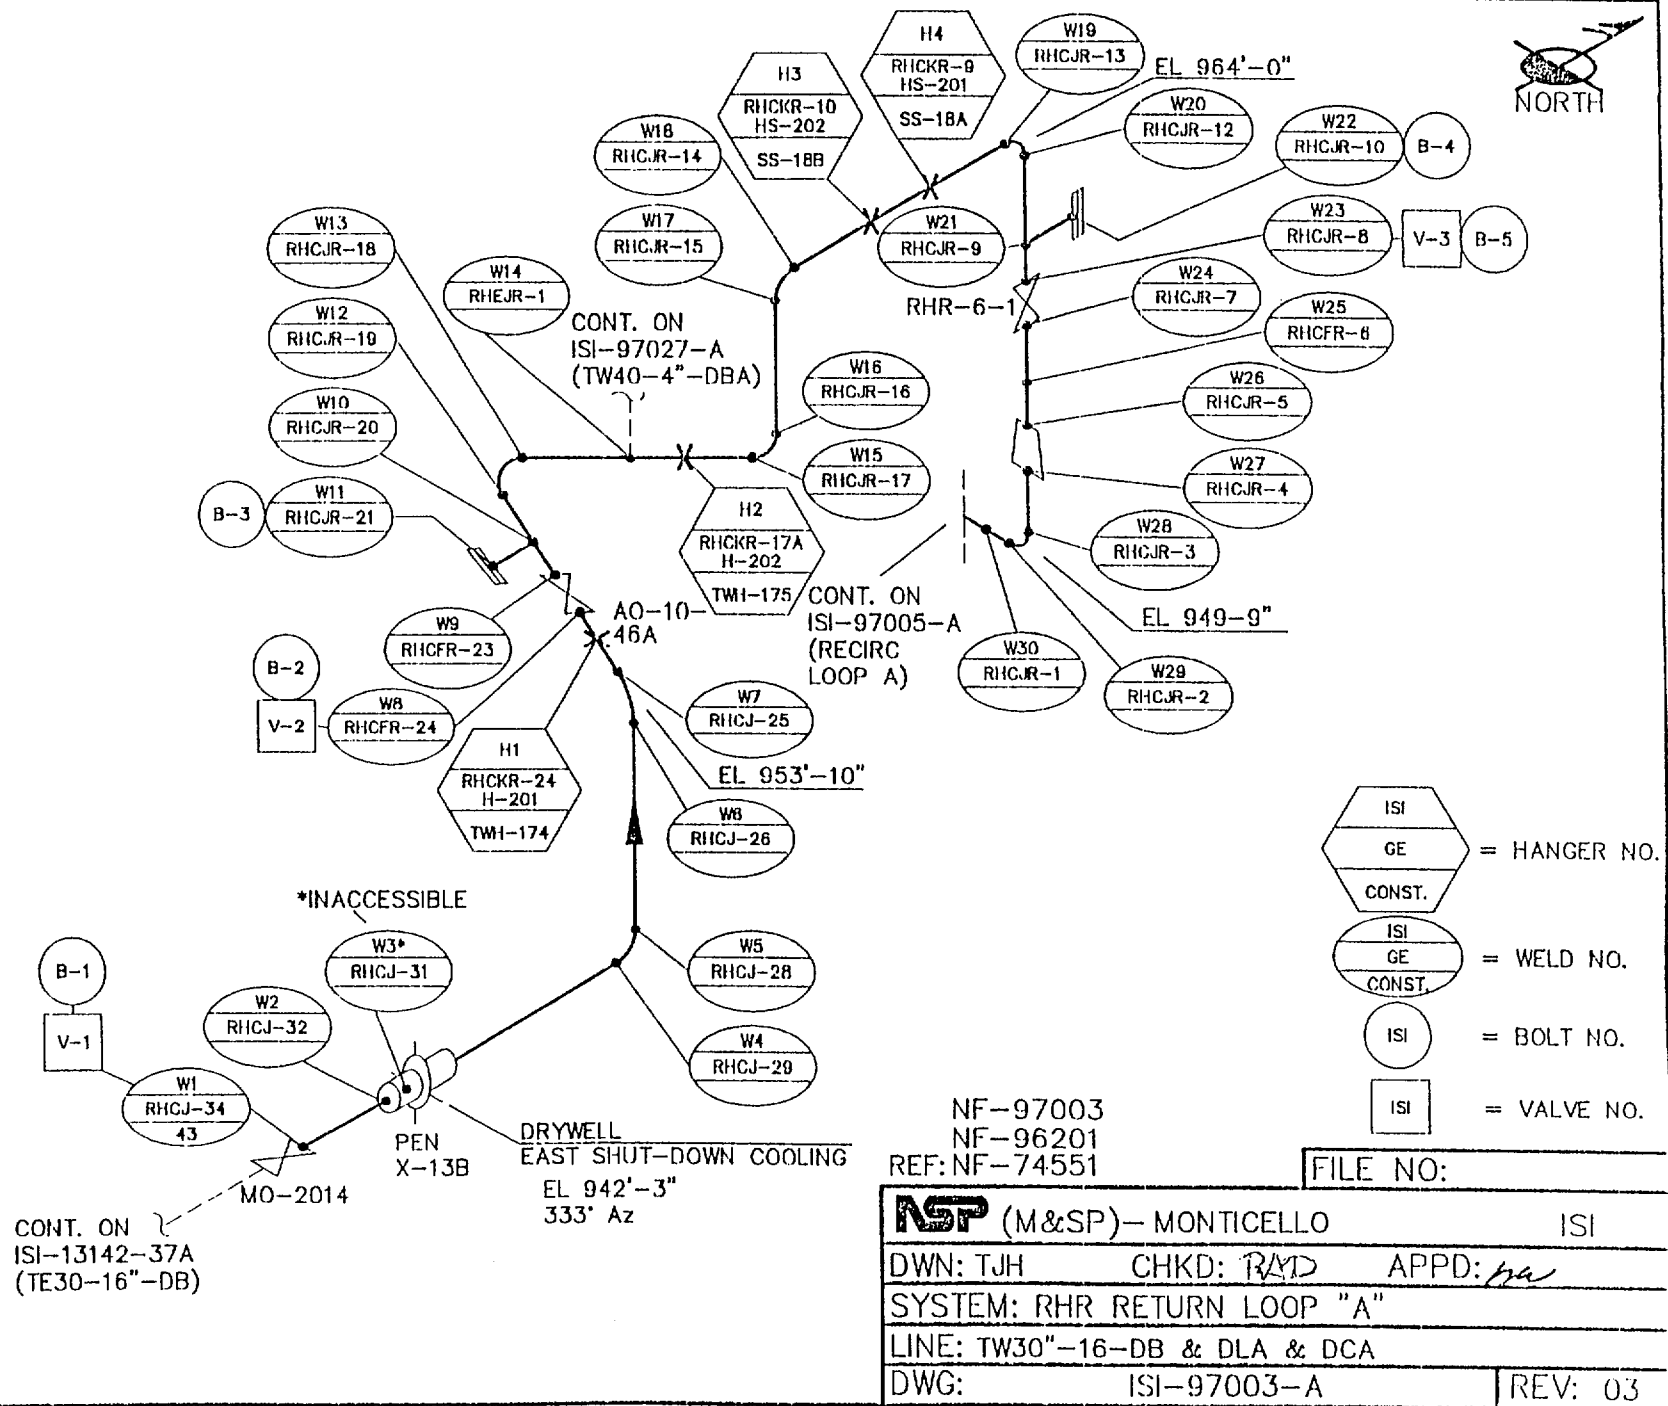 NORTH
H4
RHCKR-9
HS-201
SS-18A
W19
RHCJR-13
EL 964'-0"
H3
RHCKR-10
HS-202
SS-18B
W20
RHCJR-12
W22
RHCJR-10
B-4
W18
RHCJR-14
W17
RHCJR-15
W21
RHCJR-9
W23
RHCJR-8
V-3
B-5
W13
RHCJR-18
W14
RHEJR-1
W24
RHCJR-7
RHR-6-1
CONT. ON
ISI-97027-A
(TW40-4"-DBA)
W12
RHCJR-19
W25
RHCFR-6
W16
RHCJR-16
W26
RHCJR-5
W10
RHCJR-20
W15
RHCJR-17
W27
RHCJR-4
B-3
W11
RHCJR-21
H2
RHCKR-17A
H-202
TWH-175
W28
RHCJR-3
CONT. ON
ISI-97005-A
(RECIRC
LOOP A)
EL 949-9"
AO-10-
46A
W9
RHCFR-23
W30
RHCJR-1
W29
RHCJR-2
B-2
V-2
W8
RHCFR-24
W7
RHCJ-25
H1
RHCKR-24
H-201
TWH-174
EL 953'-10"
W6
RHCJ-26
ISI
GE
CONST.
= HANGER NO.
*INACCESSIBLE
W3*
RHCJ-31
W5
RHCJ-28
ISI
GE
CONST.
= WELD NO.
B-1
V-1
W2
RHCJ-32
W4
RHCJ-29
ISI
= BOLT NO.
W1
RHCJ-34
43
ISI
= VALVE NO.
PEN
X-13B
DRYWELL
EAST SHUT-DOWN COOLING
EL 942'-3"
333° Az
MO-2014
CONT. ON
ISI-13142-37A
(TE30-16"-DB)
NF-97003
NF-96201
REF: NF-74551
FILE NO:
NSP (M&SP)- MONTICELLO ISI
DWN: TJH CHKD: RMD APPD:
SYSTEM: RHR RETURN LOOP "A"
LINE: TW30"-16-DB & DLA & DCA
DWG: ISI-97003-A REV: 03